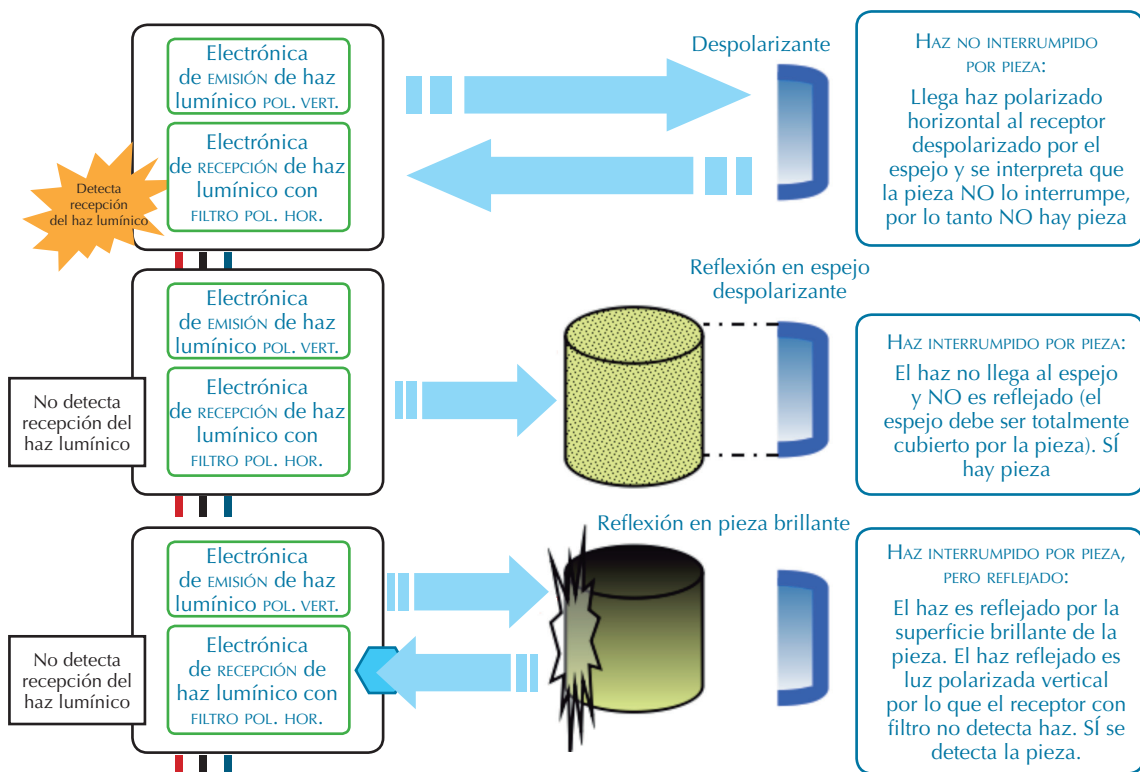 Electrónica
de EMISIÓN de haz
lumínico POL. VERT.
Electrónica
de RECEPCIÓN de haz
lumínico con
FILTRO POL. HOR.
Detecta
recepción
del haz lumínico
Despolarizante
HAZ NO INTERRUMPIDO
POR PIEZA:
Llega haz polarizado
horizontal al receptor
despolarizado por el
espejo y se interpreta que
la pieza NO lo interrumpe,
por lo tanto NO hay pieza
Electrónica
de EMISIÓN de haz
lumínico POL. VERT.
Electrónica
de RECEPCIÓN de haz
lumínico con
FILTRO POL. HOR.
No detecta
recepción del
haz lumínico
Reflexión en espejo
despolarizante
HAZ INTERRUMPIDO POR PIEZA:
El haz no llega al espejo
y NO es reflejado (el
espejo debe ser totalmente
cubierto por la pieza). SÍ
hay pieza
Electrónica
de EMISIÓN de haz
lumínico POL. VERT.
Electrónica
de RECEPCIÓN de
haz lumínico con
FILTRO POL. HOR.
No detecta
recepción del
haz lumínico
Reflexión en pieza brillante
HAZ INTERRUMPIDO POR PIEZA,
PERO REFLEJADO:
El haz es reflejado por la
superficie brillante de la
pieza. El haz reflejado es
luz polarizada vertical
por lo que el receptor con
filtro no detecta haz. SÍ se
detecta la pieza.